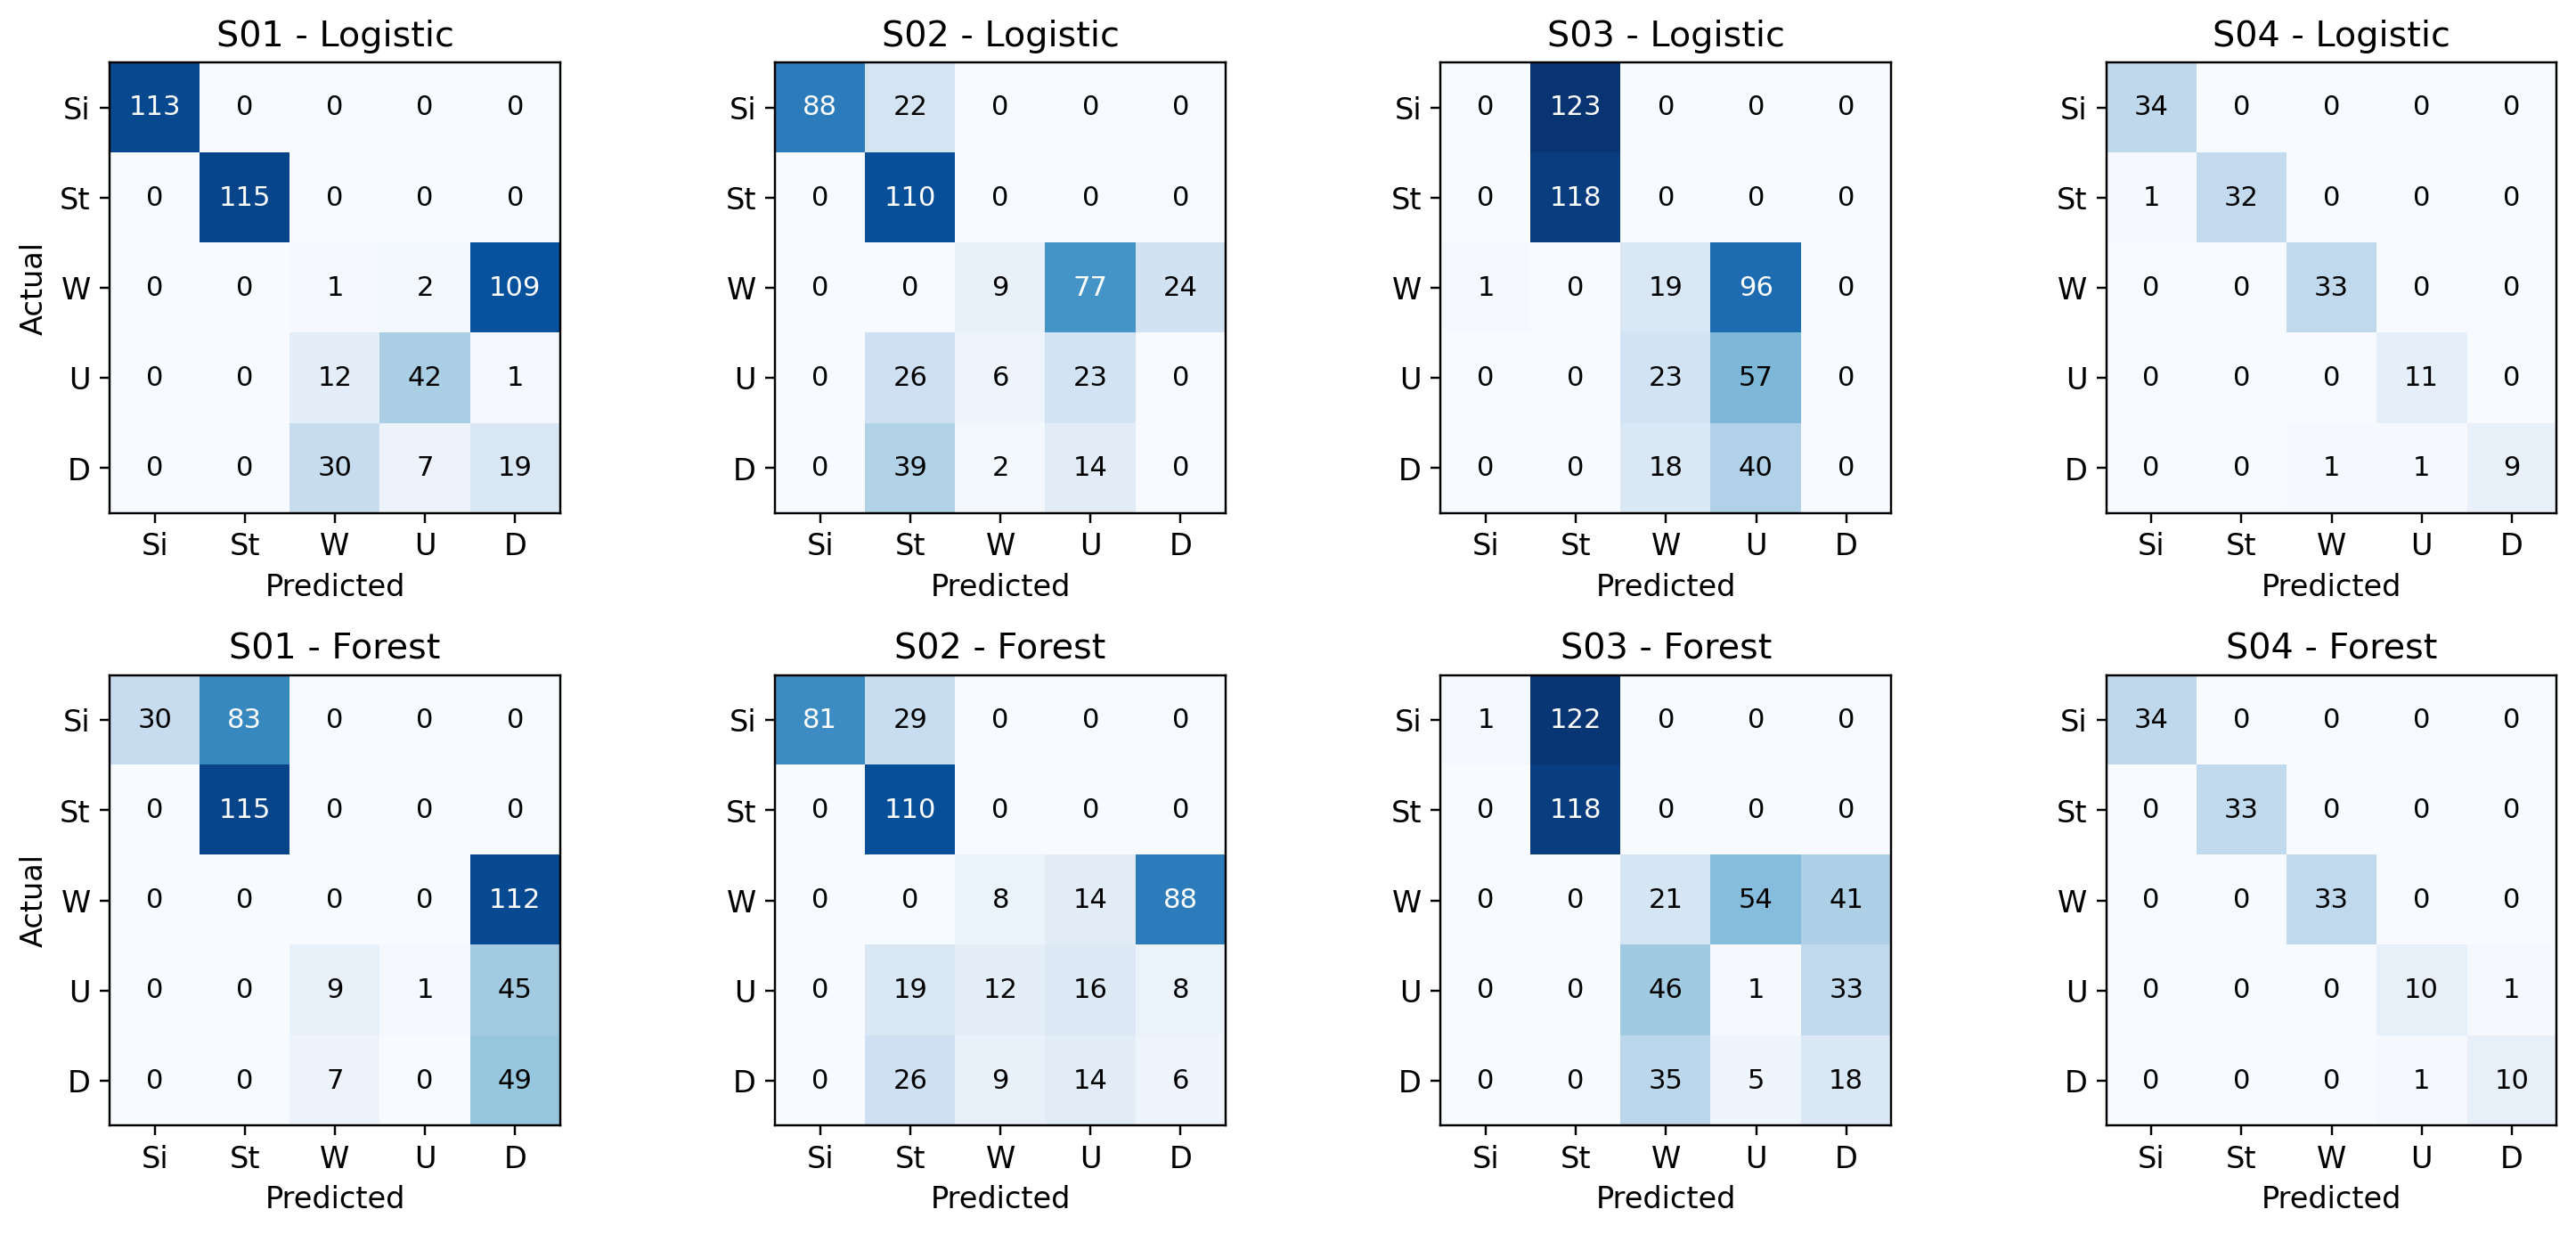 S01 - Logistic
Si 113 0 0 0 0
St 0 115 0 0 0
W 0 0 1 2 109
U 0 0 12 42 1
D 0 0 30 7 19
Si St W U D
Predicted
Actual
S02 - Logistic
Si 88 22 0 0 0
St 0 110 0 0 0
W 0 0 9 77 24
U 0 26 6 23 0
D 0 39 2 14 0
Si St W U D
Predicted
S03 - Logistic
Si 0 123 0 0 0
St 0 118 0 0 0
W 1 0 19 96 0
U 0 0 23 57 0
D 0 0 18 40 0
Si St W U D
Predicted
S04 - Logistic
Si 34 0 0 0 0
St 1 32 0 0 0
W 0 0 33 0 0
U 0 0 0 11 0
D 0 0 1 1 9
Si St W U D
Predicted
S01 - Forest
Si 30 83 0 0 0
St 0 115 0 0 0
W 0 0 0 0 112
U 0 0 9 1 45
D 0 0 7 0 49
Si St W U D
Predicted
Actual
S02 - Forest
Si 81 29 0 0 0
St 0 110 0 0 0
W 0 0 8 14 88
U 0 19 12 16 8
D 0 26 9 14 6
Si St W U D
Predicted
S03 - Forest
Si 1 122 0 0 0
St 0 118 0 0 0
W 0 0 21 54 41
U 0 0 46 1 33
D 0 0 35 5 18
Si St W U D
Predicted
S04 - Forest
Si 34 0 0 0 0
St 0 33 0 0 0
W 0 0 33 0 0
U 0 0 0 10 1
D 0 0 0 1 10
Si St W U D
Predicted